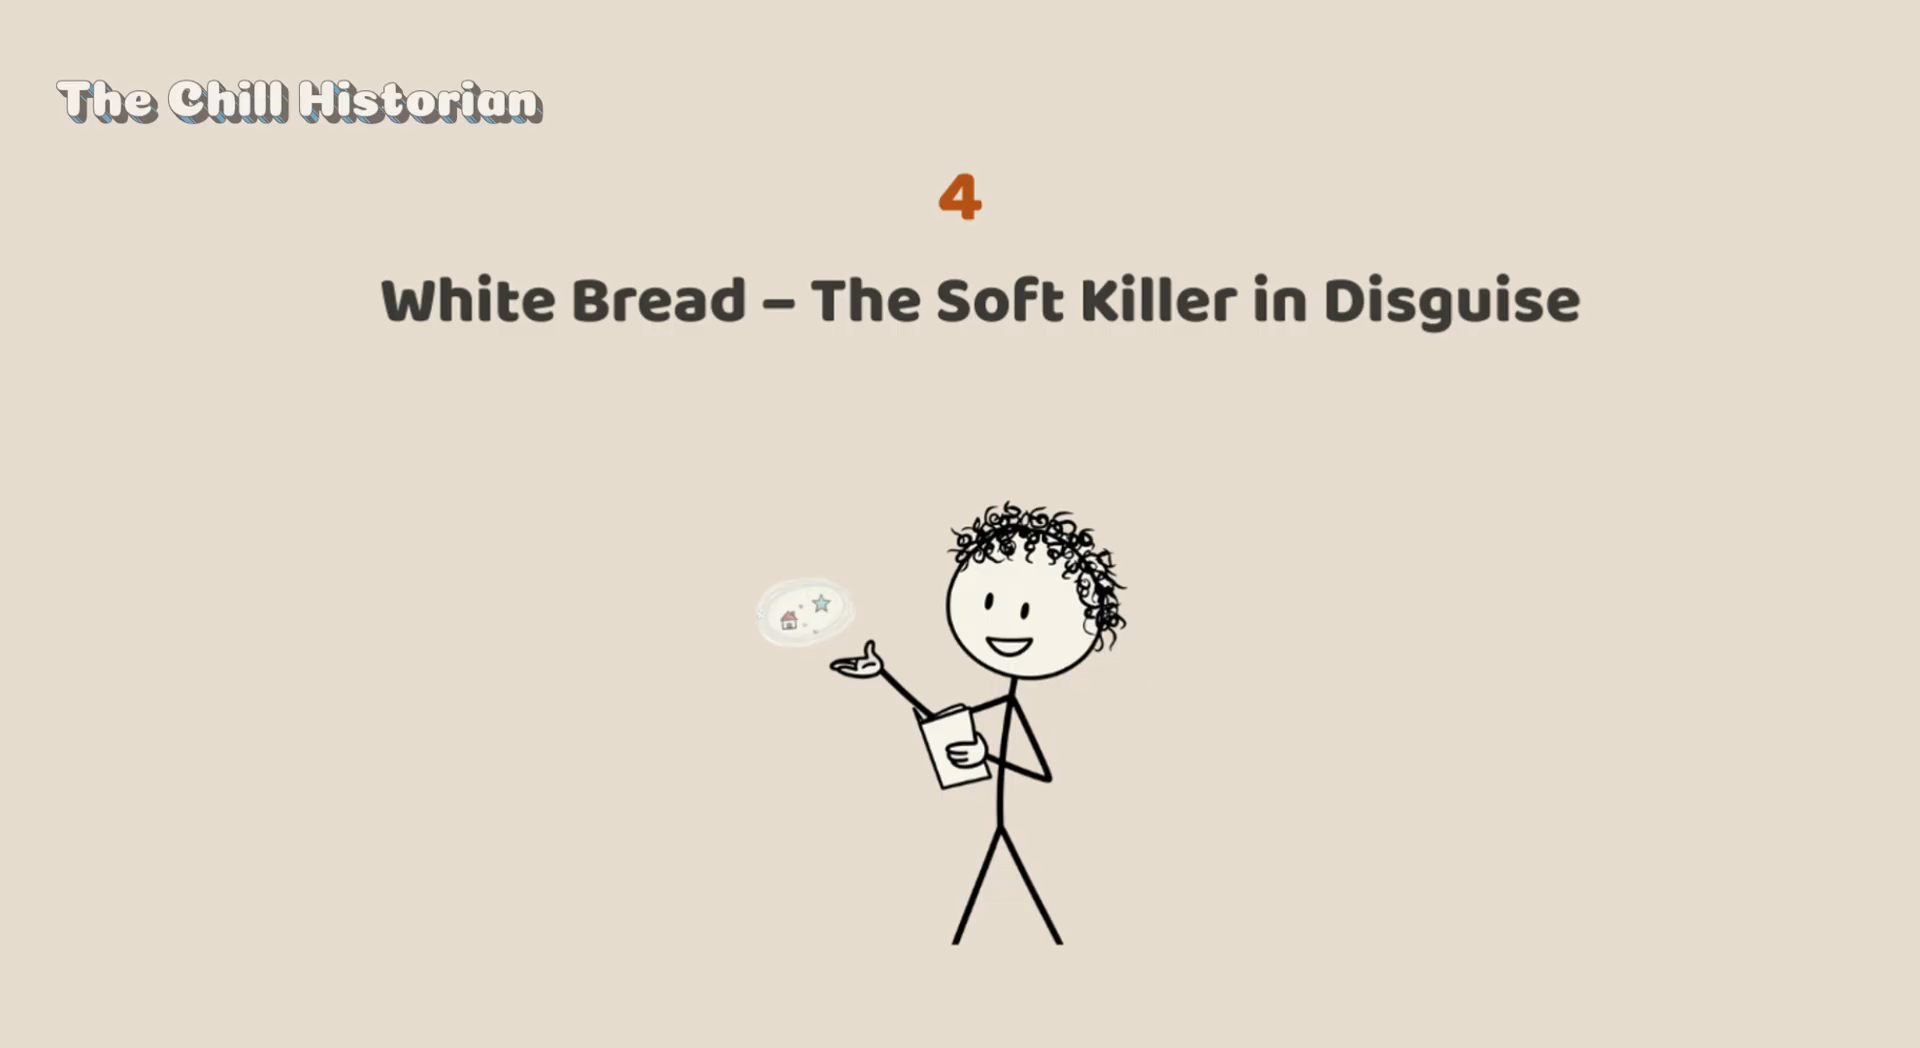 The Chill Historian
4
White Bread – The Soft Killer in Disguise